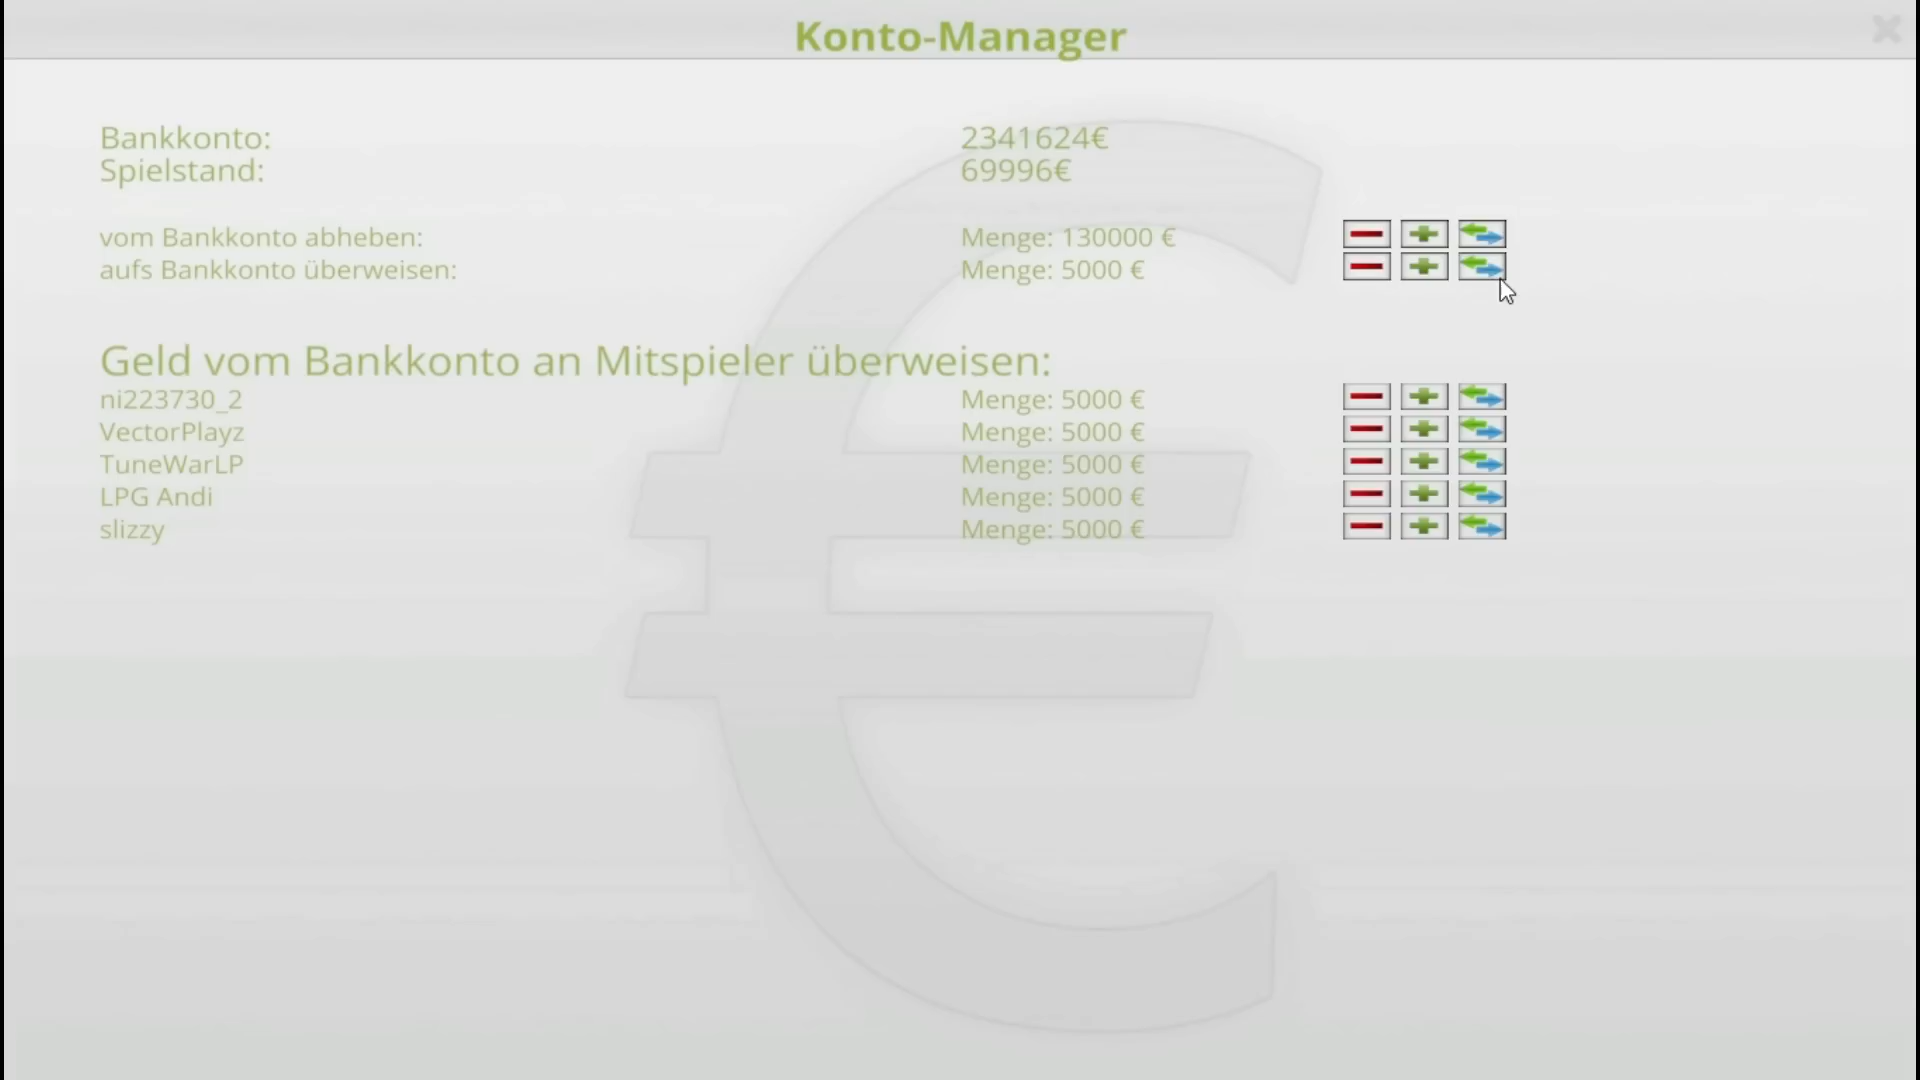 Konto-Manager
Bankkonto: 2341624€
Spielstand: 69996€
vom Bankkonto abheben: Menge: 130000 €
aufs Bankkonto überweisen: Menge: 5000 €
Geld vom Bankkonto an Mitspieler überweisen:
ni223730_2 Menge: 5000 €
VectorPlayz Menge: 5000 €
TuneWarLP Menge: 5000 €
LPG Andi Menge: 5000 €
slizzy Menge: 5000 €